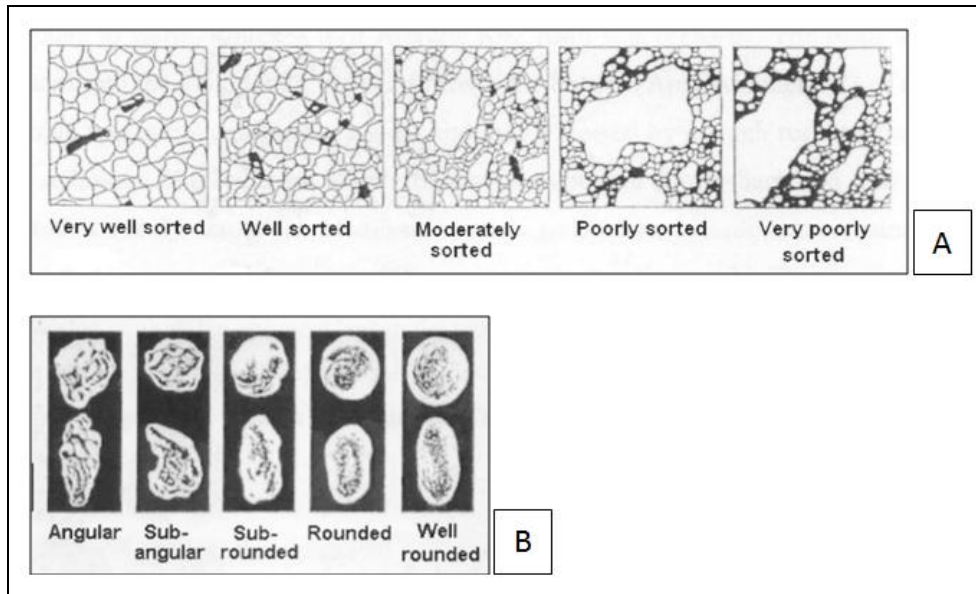 Very well sorted
Well sorted
Moderately
sorted
Poorly sorted
Very poorly
sorted
A
Angular
Sub-
angular
Sub-
rounded
Rounded
Well
rounded
B